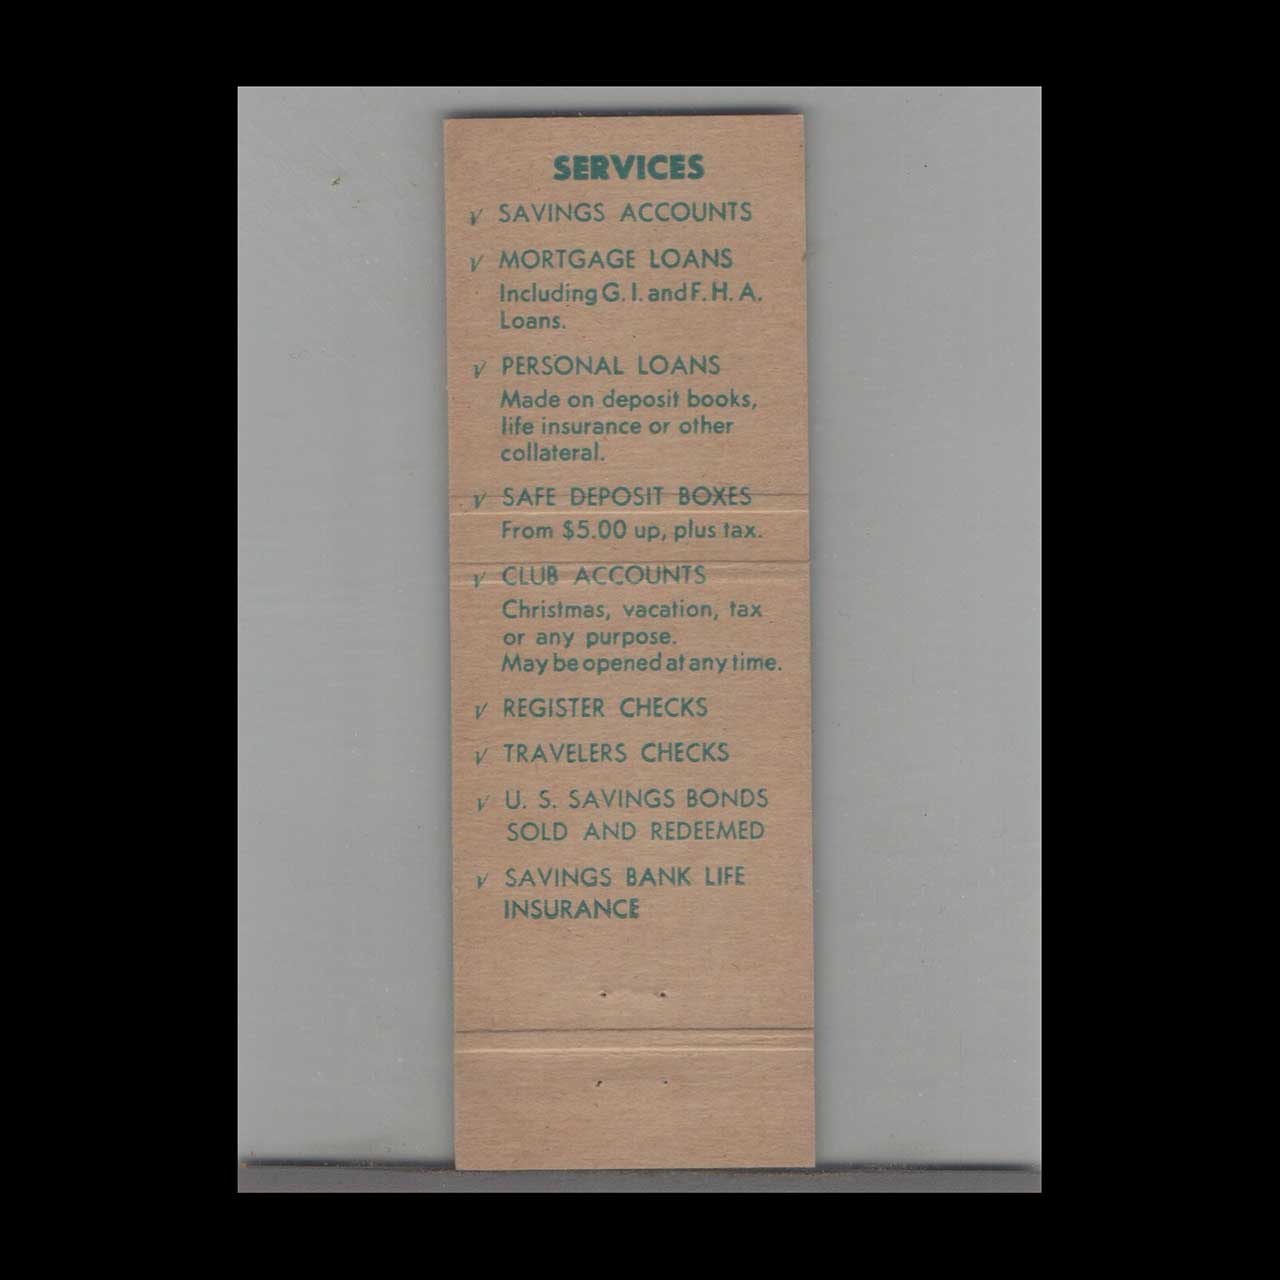 SERVICES
√ SAVINGS ACCOUNTS
√ MORTGAGE LOANS
Including G. I. and F. H. A.
Loans.
√ PERSONAL LOANS
Made on deposit books,
life insurance or other
collateral.
√ SAFE DEPOSIT BOXES
From $5.00 up, plus tax.
√ CLUB ACCOUNTS
Christmas, vacation, tax
or any purpose.
May be opened at any time.
√ REGISTER CHECKS
√ TRAVELERS CHECKS
√ U. S. SAVINGS BONDS
SOLD AND REDEEMED
√ SAVINGS BANK LIFE
INSURANCE